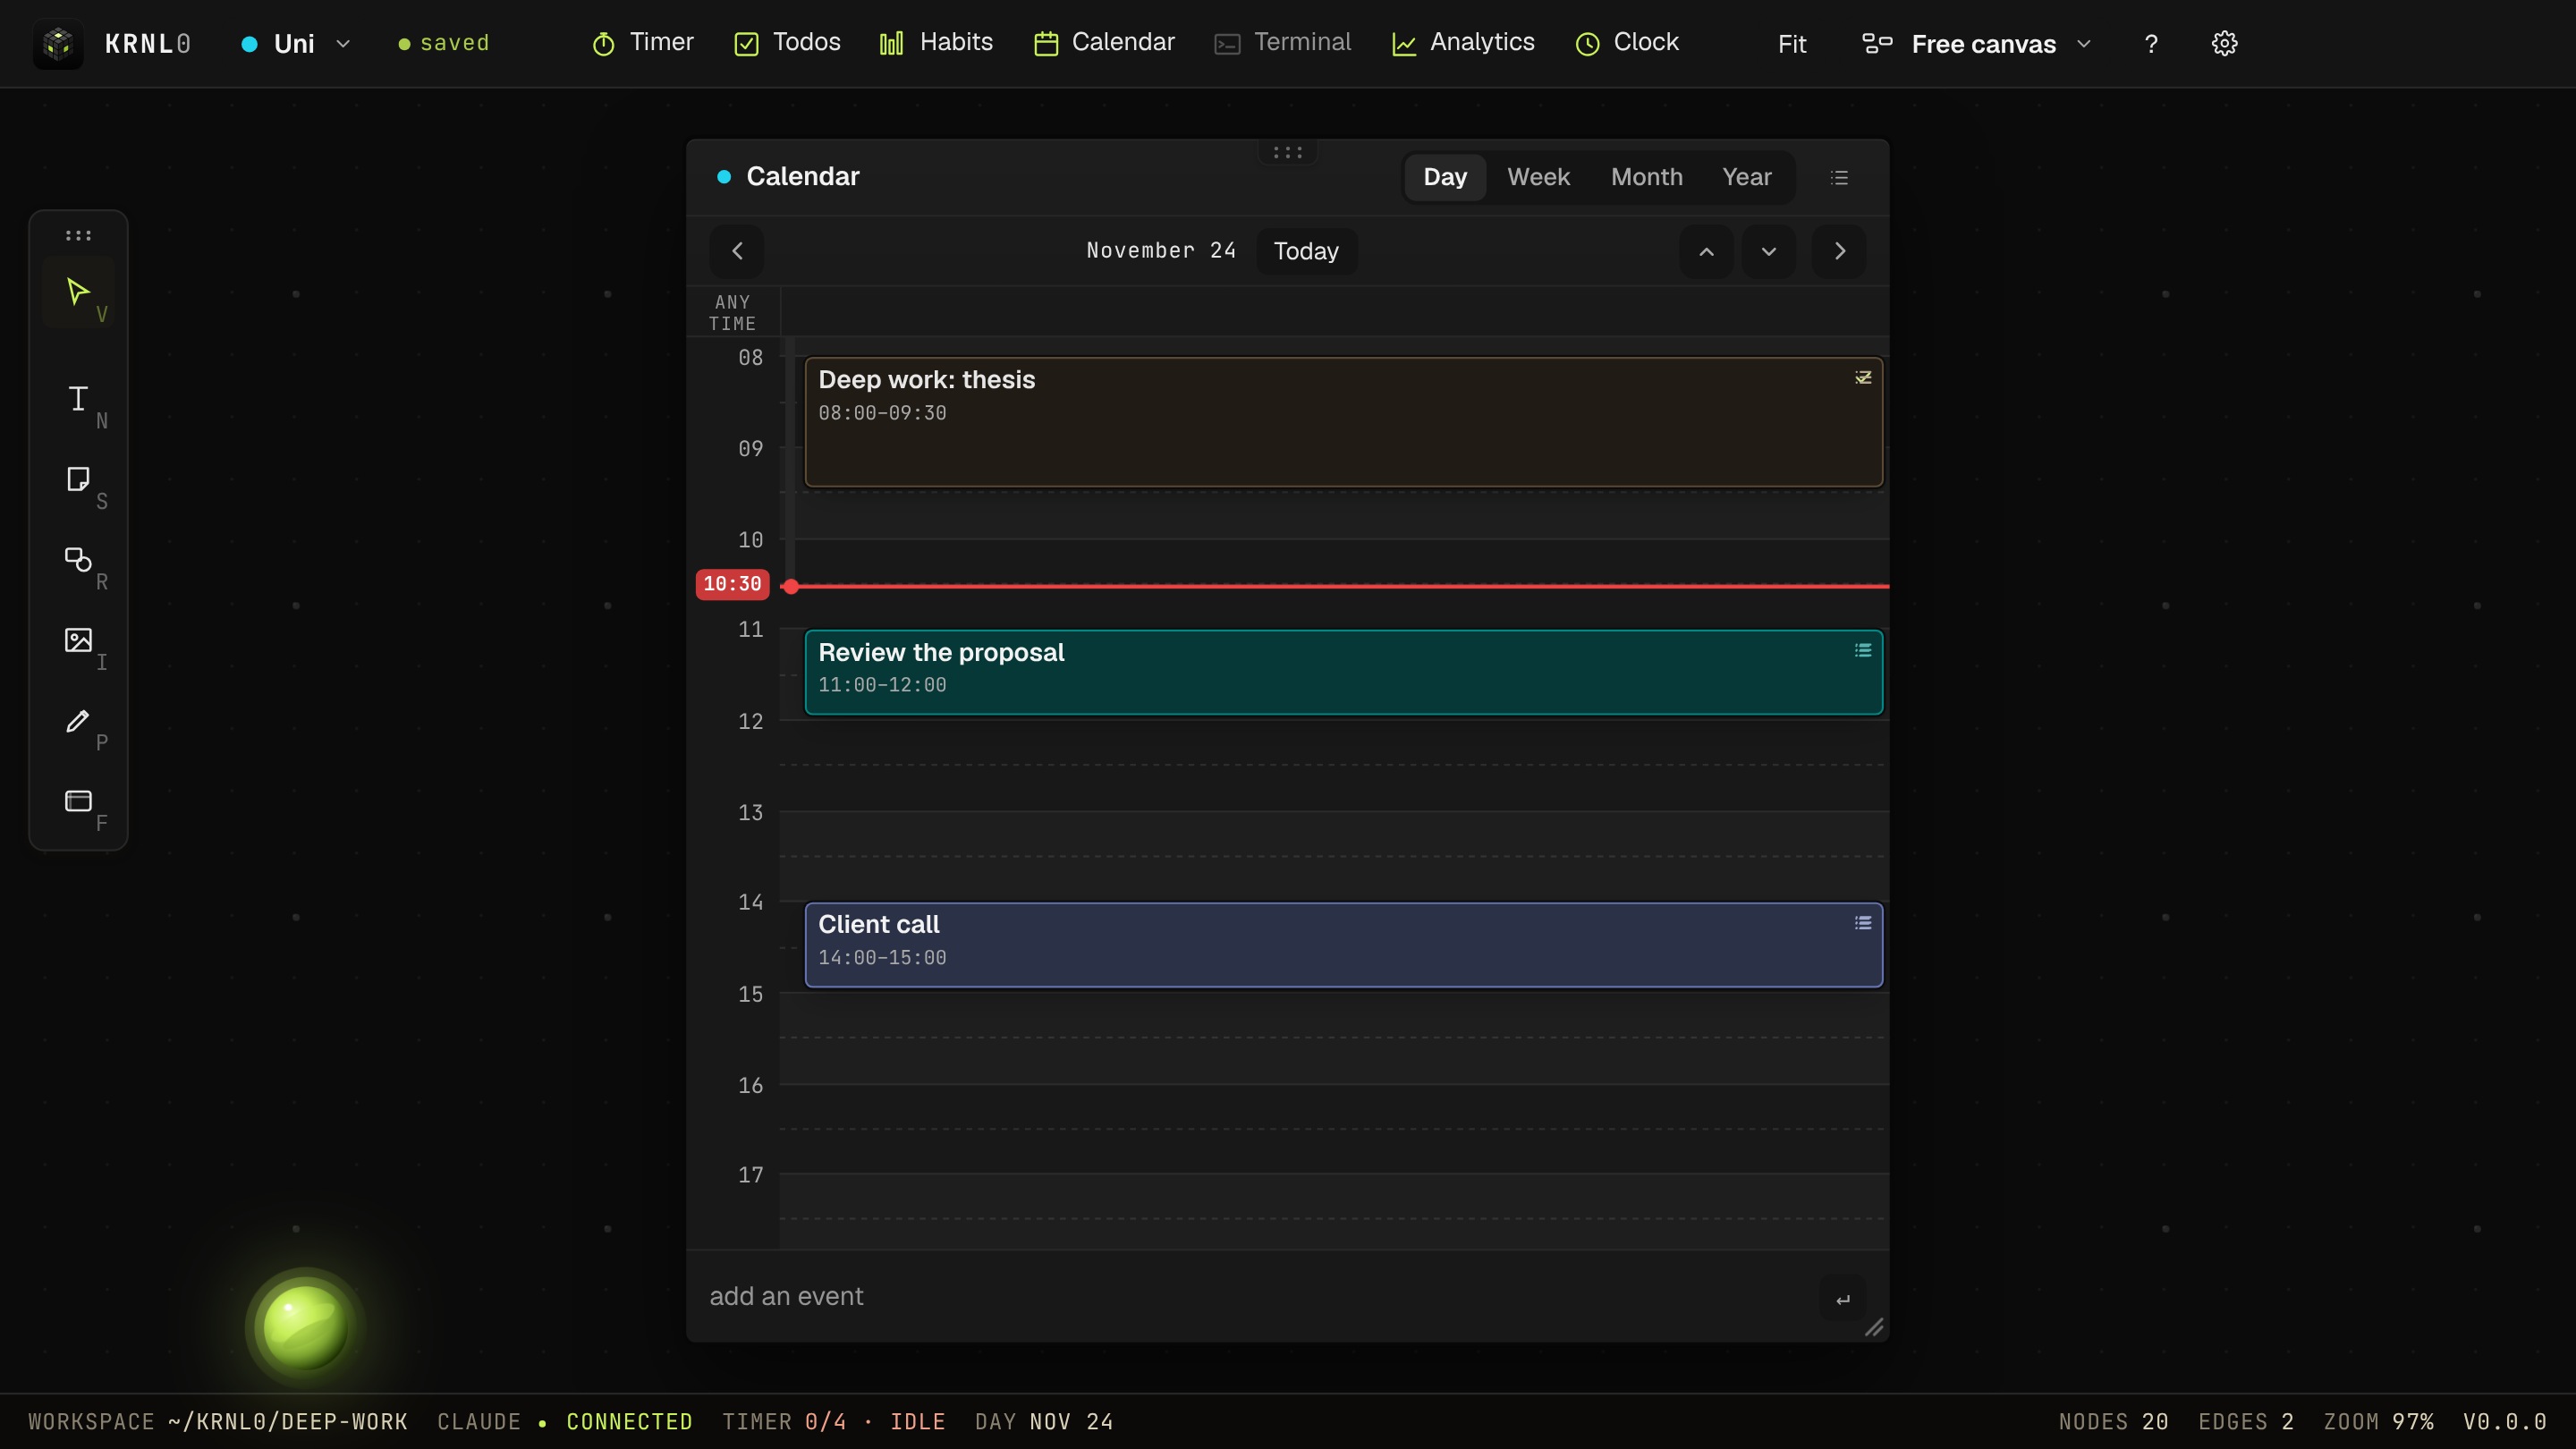 KRNL0 Uni saved Timer Todos Habits Calendar Terminal Analytics Clock Fit Free canvas ?
Calendar Day Week Month Year
November 24 Today
ANY
TIME
V
N
S
R
I
P
F
08
Deep work: thesis
08:00–09:30
09
10
10:30
11
Review the proposal
11:00–12:00
12
13
14
Client call
14:00–15:00
15
16
17
add an event
WORKSPACE ~/KRNL0/DEEP-WORK CLAUDE • CONNECTED TIMER 0/4 · IDLE DAY NOV 24 NODES 20 EDGES 2 ZOOM 97% V0.0.0